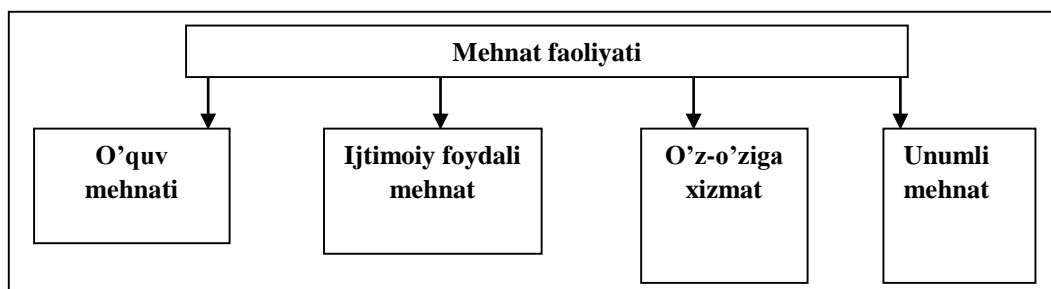 Mehnat faoliyati
O’quv
mehnati
Ijtimoiy foydali
mehnat
O’z-o’ziga
xizmat
Unumli
mehnat